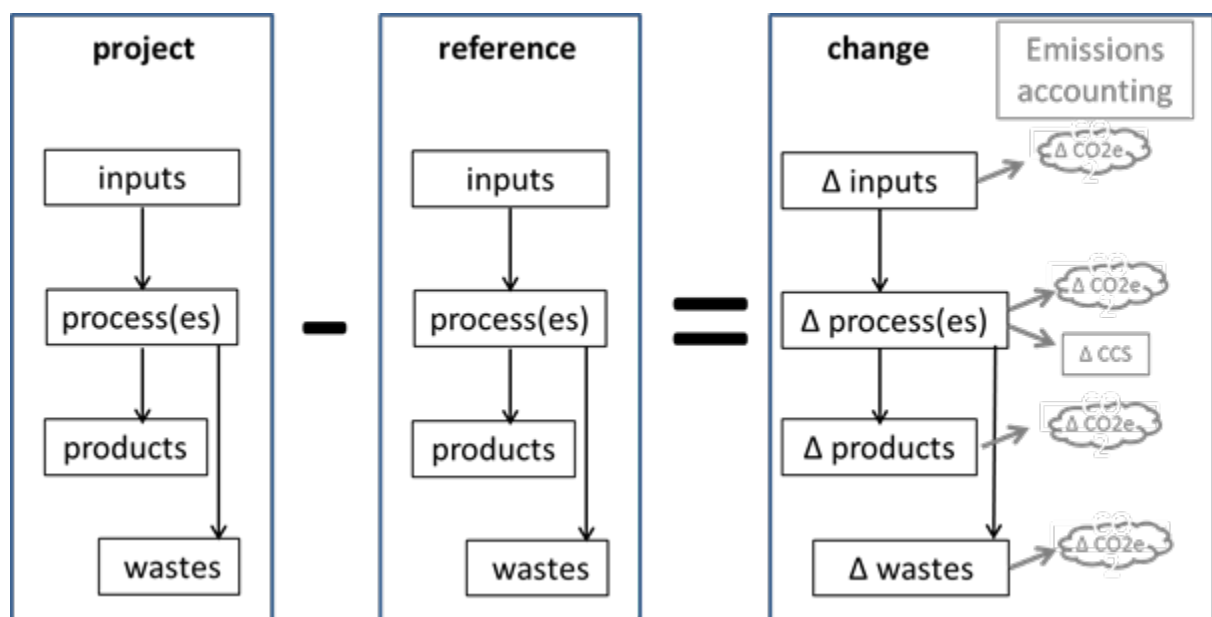 project
inputs
process(es)
products
wastes
-
reference
inputs
process(es)
products
wastes
=
change
Emissions
accounting
Δ inputs
Δ CO2e
Δ process(es)
Δ CO2e
Δ CCS
Δ products
Δ CO2e
Δ wastes
Δ CO2e